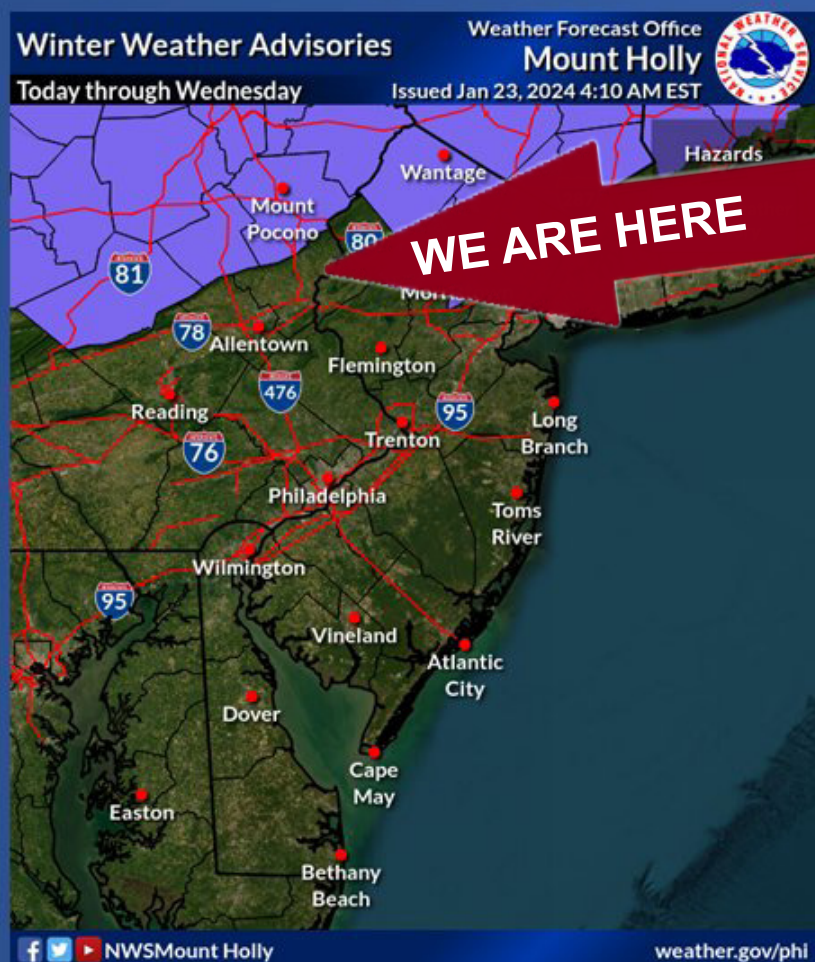 Winter Weather Advisories
Weather Forecast Office
Mount Holly
Today through Wednesday
Issued Jan 23, 2024 4:10 AM EST
NATIONAL WEATHER SERVICE
Hazards
Wantage
Mount
Pocono
WE ARE HERE
80
81
78
Allentown
Flemington
476
Reading
95
Long
Branch
Trenton
76
Philadelphia
Toms
River
Wilmington
95
Vineland
Atlantic
City
Dover
Cape
May
Easton
Bethany
Beach
NWSMount Holly
weather.gov/phi